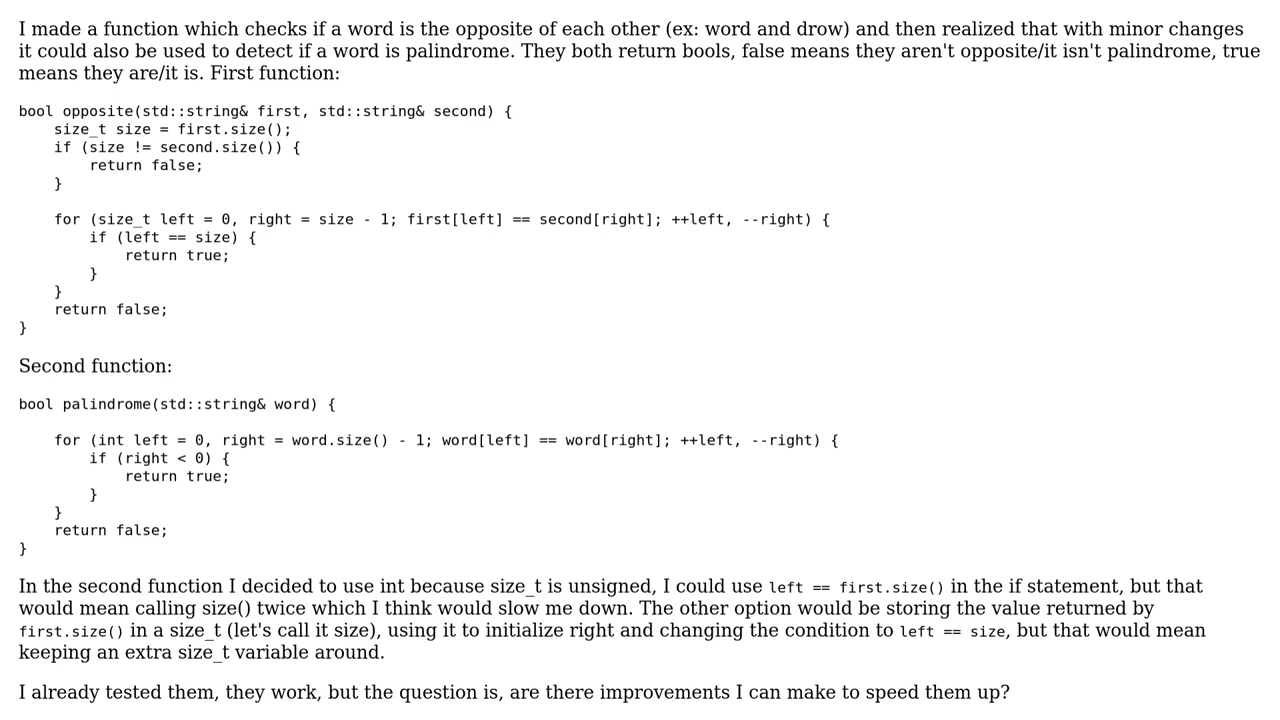 I made a function which checks if a word is the opposite of each other (ex: word and drow) and then realized that with minor changes
it could also be used to detect if a word is palindrome. They both return bools, false means they aren't opposite/it isn't palindrome, true
means they are/it is. First function:
bool opposite(std::string& first, std::string& second) {
    size_t size = first.size();
    if (size != second.size()) {
        return false;
    }
    for (size_t left = 0, right = size - 1; first[left] == second[right]; ++left, --right) {
        if (left == size) {
            return true;
        }
    }
    return false;
}
Second function:
bool palindrome(std::string& word) {
    for (int left = 0, right = word.size() - 1; word[left] == word[right]; ++left, --right) {
        if (right < 0) {
            return true;
        }
    }
    return false;
}
In the second function I decided to use int because size_t is unsigned, I could use left == first.size() in the if statement, but that
would mean calling size() twice which I think would slow me down. The other option would be storing the value returned by
first.size() in a size_t (let's call it size), using it to initialize right and changing the condition to left == size, but that would mean
keeping an extra size_t variable around.
I already tested them, they work, but the question is, are there improvements I can make to speed them up?